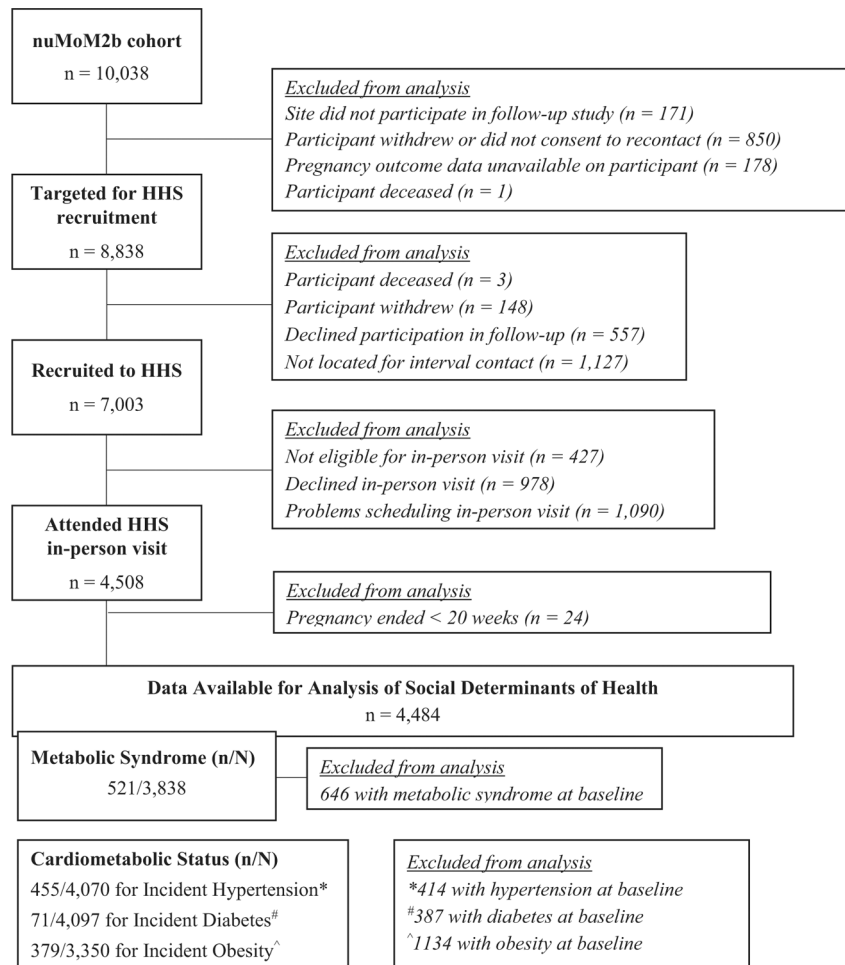 nuMoM2b cohort
n = 10,038
Excluded from analysis
Site did not participate in follow-up study (n = 171)
Participant withdrew or did not consent to recontact (n = 850)
Pregnancy outcome data unavailable on participant (n = 178)
Participant deceased (n = 1)
Targeted for HHS
recruitment
n = 8,838
Excluded from analysis
Participant deceased (n = 3)
Participant withdrew (n = 148)
Declined participation in follow-up (n = 557)
Not located for interval contact (n = 1,127)
Recruited to HHS
n = 7,003
Excluded from analysis
Not eligible for in-person visit (n = 427)
Declined in-person visit (n = 978)
Problems scheduling in-person visit (n = 1,090)
Attended HHS
in-person visit
n = 4,508
Excluded from analysis
Pregnancy ended < 20 weeks (n = 24)
Data Available for Analysis of Social Determinants of Health
n = 4,484
Metabolic Syndrome (n/N)
521/3,838
Excluded from analysis
646 with metabolic syndrome at baseline
Cardiometabolic Status (n/N)
455/4,070 for Incident Hypertension*
71/4,097 for Incident Diabetes#
379/3,350 for Incident Obesity^
Excluded from analysis
*414 with hypertension at baseline
#387 with diabetes at baseline
^1134 with obesity at baseline